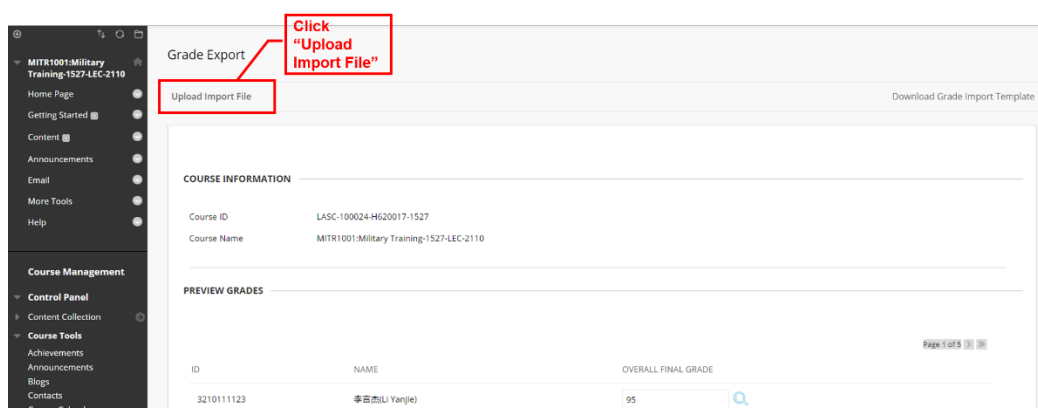 Click
“Upload
Import File”
MITR1001:Military
Training-1527-LEC-2110
Home Page
Getting Started
Content
Announcements
Email
More Tools
Help
Course Management
Control Panel
Content Collection
Course Tools
Achievements
Announcements
Blogs
Contacts
Grade Export
Upload Import File
Download Grade Import Template
COURSE INFORMATION
Course ID LASC-100024-H620017-1527
Course Name MITR1001:Military Training-1527-LEC-2110
PREVIEW GRADES
Page 1 of 5
ID NAME OVERALL FINAL GRADE
3210111123 李言杰(Li Yanjie) 95